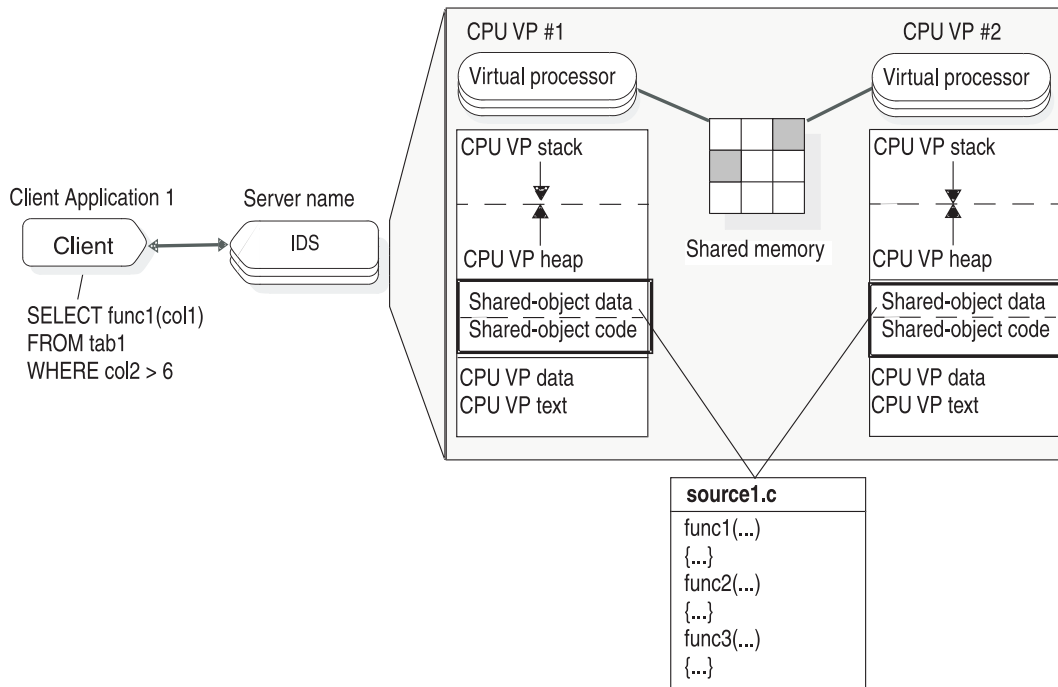 CPU VP #1
CPU VP #2
Virtual processor
Virtual processor
CPU VP stack
CPU VP stack
Client Application 1
Server name
Client
IDS
Shared memory
CPU VP heap
CPU VP heap
SELECT func1(col1)
FROM tab1
WHERE col2 > 6
Shared-object data
Shared-object code
Shared-object data
Shared-object code
CPU VP data
CPU VP text
CPU VP data
CPU VP text
source1.c
func1(...)
{...}
func2(...)
{...}
func3(...)
{...}